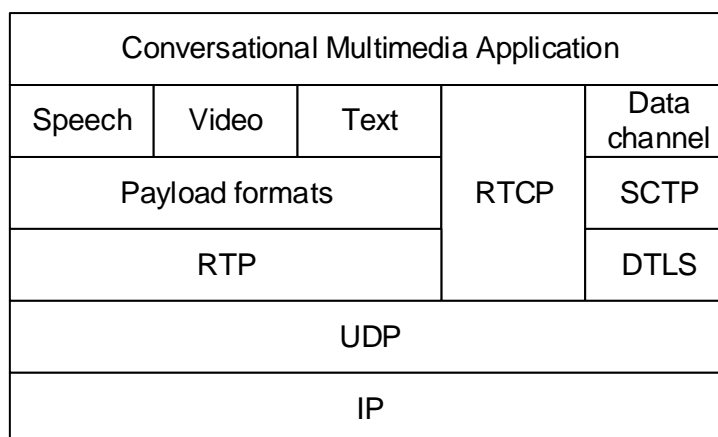 Conversational Multimedia Application
Speech
Video
Text
RTCP
Data
channel
Payload formats
SCTP
RTP
DTLS
UDP
IP